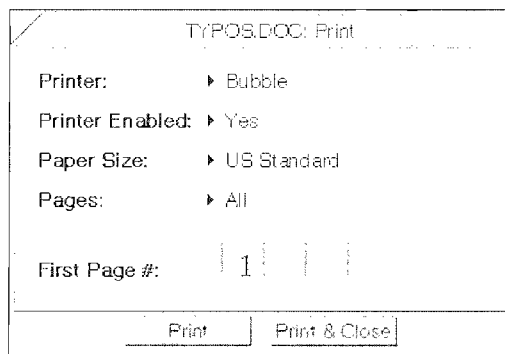 TYPOS.DOC: Print
Printer: ▸ Bubble
Printer Enabled: ▸ Yes
Paper Size: ▸ US Standard
Pages: ▸ All
First Page #: 1
Print Print & Close